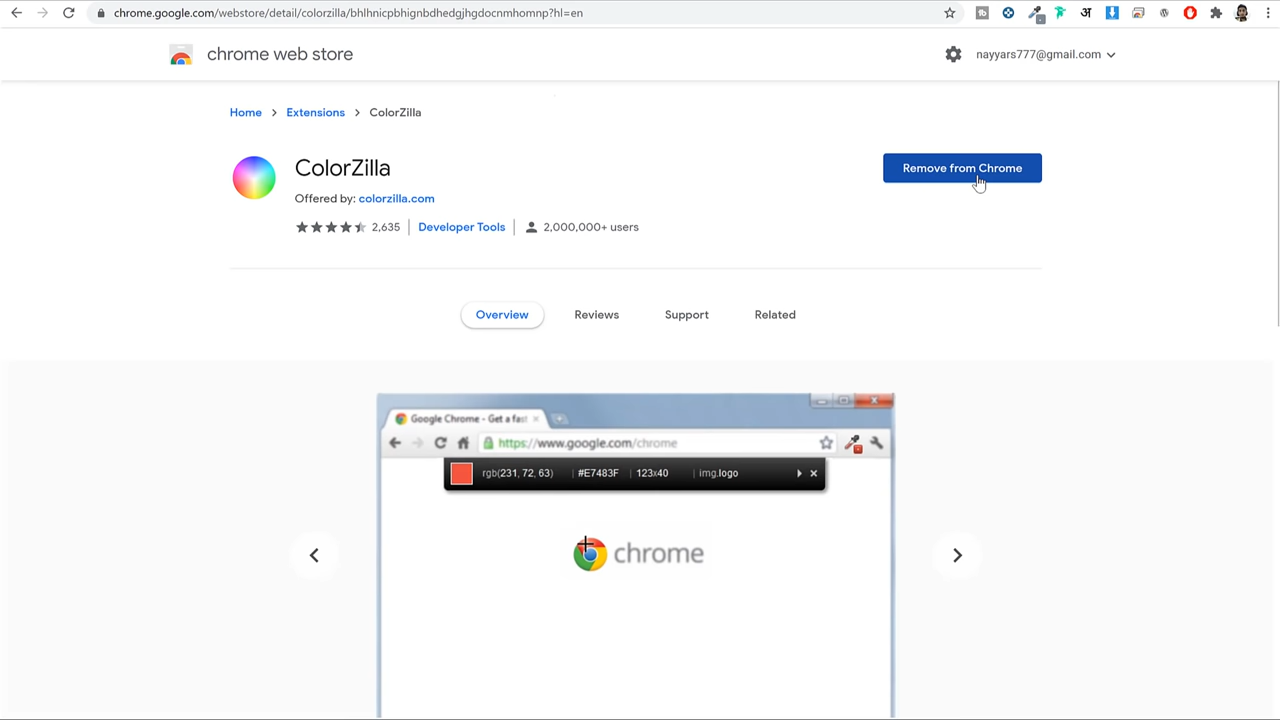 chrome.google.com/webstore/detail/colorzilla/bhlhnicpbhignbdhedgjhgdocnmhomnp?hl=en
अ
chrome web store
nayyars777@gmail.com
Home > Extensions > ColorZilla
ColorZilla
Remove from Chrome
Offered by: colorzilla.com
2,635 | Developer Tools | 2,000,000+ users
Overview Reviews Support Related
Google Chrome - Get a fast
https://www.google.com/chrome
rgb(231, 72, 63) | #E7483F | 123x40 | img.logo
chrome